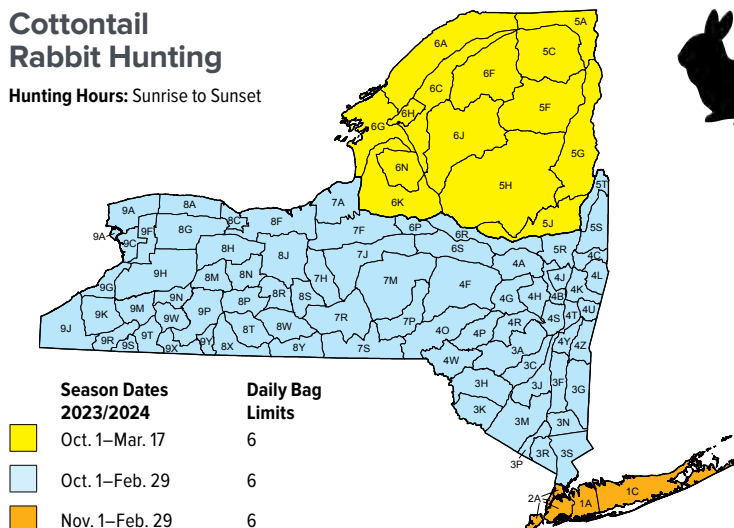 Cottontail
Rabbit Hunting
Hunting Hours: Sunrise to Sunset
5A
6A
5C
6F
6C
5F
6H
6G
6J
5G
6N
5H
6K
5T
5J
9A
8A
7A
8C
8F
5S
9F
8G
7F
6P
6R
9A
9C
6S
5R
8H
8J
7J
4C
4A
9H
8M
8N
7H
7M
4F
4J
4L
9G
4K
9N
8R
8S
4G
4H
4B
9K
9M
9P
8P
4U
9W
7R
4S
4T
9J
8T
8W
7P
4O
4P
4R
9R
9S
9T
9X
9Y
8X
8Y
7S
3A
4Y
4Z
4W
3C
3H
3J
3F
3G
3K
3M
3N
3R
3S
3P
2A
1A
1C
Season Dates Daily Bag
2023/2024 Limits
Oct. 1–Mar. 17 6
Oct. 1–Feb. 29 6
Nov. 1–Feb. 29 6